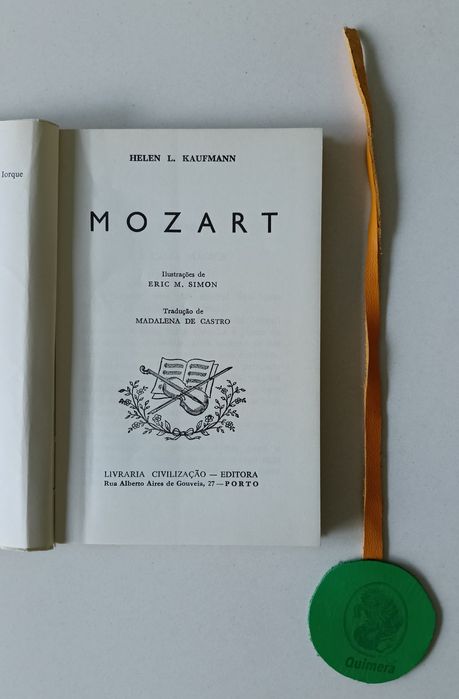 Iorque
HELEN L. KAUFMANN
MOZART
Ilustrações de
ERIC M. SIMON
Tradução de
MADALENA DE CASTRO
LIVRARIA CIVILIZAÇÃO — EDITORA
Rua Alberto Aires de Gouveia, 27 — PORTO
Quimera